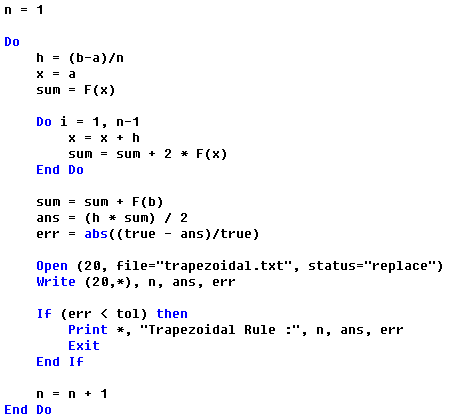 n = 1
Do
h = (b-a)/n
x = a
sum = F(x)
Do i = 1, n-1
x = x + h
sum = sum + 2 * F(x)
End Do
sum = sum + F(b)
ans = (h * sum) / 2
err = abs((true - ans)/true)
Open (20, file="trapezoidal.txt", status="replace")
Write (20,*), n, ans, err
If (err < tol) then
Print *, "Trapezoidal Rule :", n, ans, err
Exit
End If
n = n + 1
End Do